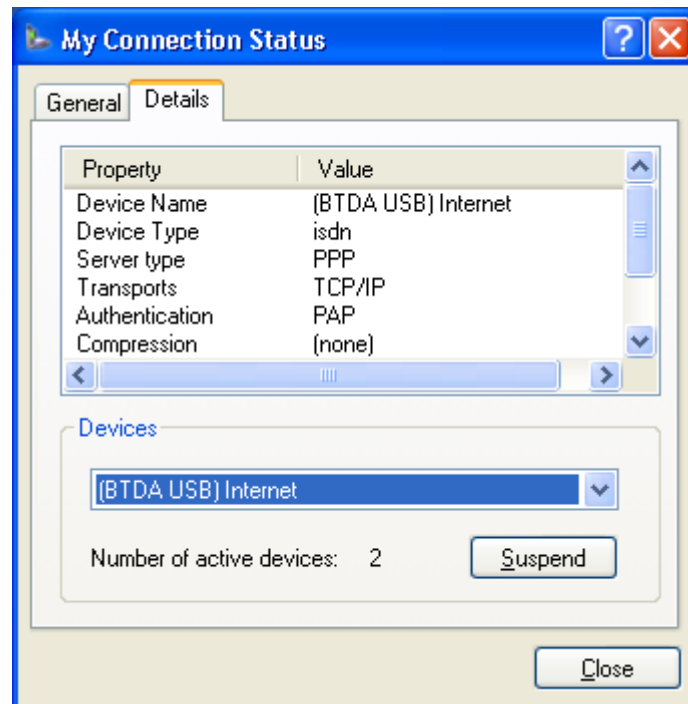 My Connection Status
General Details
Property Value
Device Name (BTDA USB) Internet
Device Type isdn
Server type PPP
Transports TCP/IP
Authentication PAP
Compression (none)
Devices
(BTDA USB) Internet
Number of active devices: 2 Suspend
Close